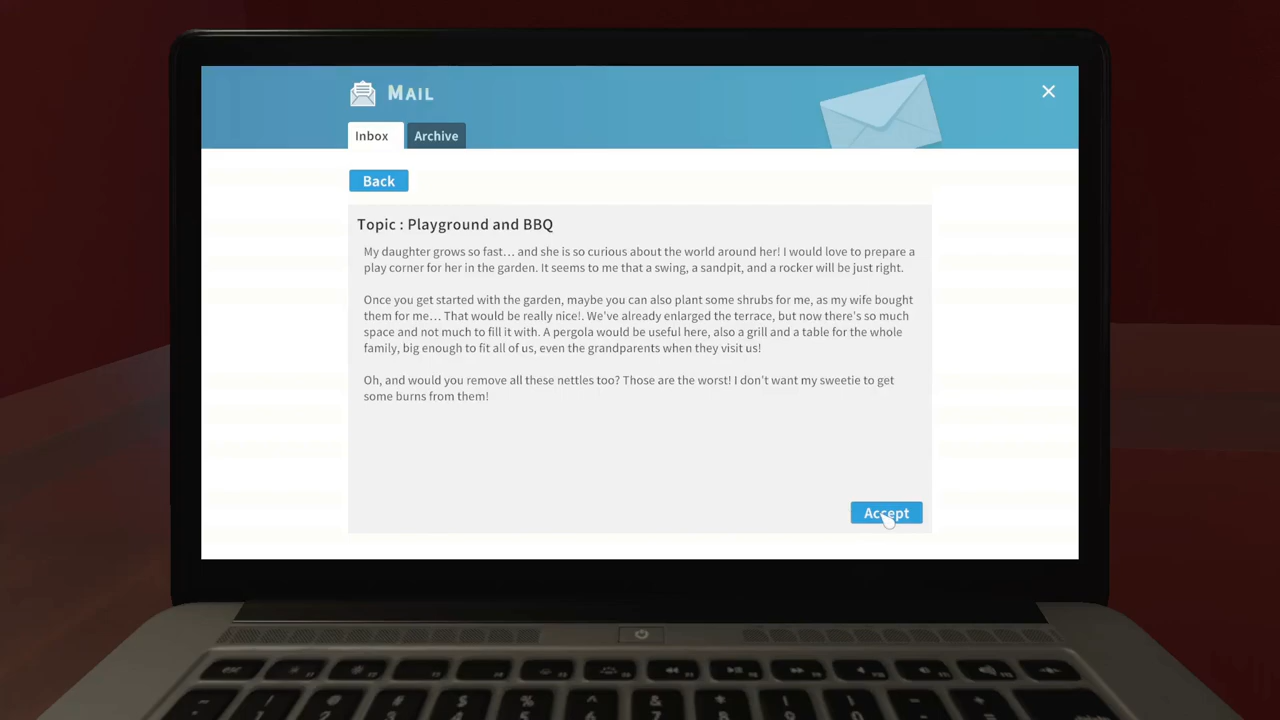 MAIL
Inbox
Archive
Back
Topic : Playground and BBQ
My daughter grows so fast... and she is so curious about the world around her! I would love to prepare a
play corner for her in the garden. It seems to me that a swing, a sandpit, and a rocker will be just right.
Once you get started with the garden, maybe you can also plant some shrubs for me, as my wife bought
them for me... That would be really nice!. We've already enlarged the terrace, but now there's so much
space and not much to fill it with. A pergola would be useful here, also a grill and a table for the whole
family, big enough to fit all of us, even the grandparents when they visit us!
Oh, and would you remove all these nettles too? Those are the worst! I don't want my sweetie to get
some burns from them!
Accept
esc